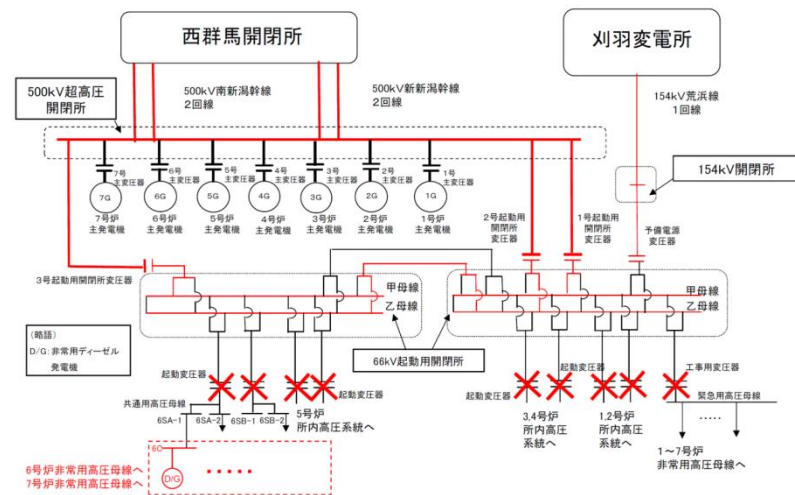 西群馬開閉所
刈羽変電所
500kV超高圧
開閉所
500kV南新潟幹線
2回線
500kV新新潟幹線
2回線
154kV荒浜線
1回線
154kV開閉所
7号
主変圧器
6号
主変圧器
5号
主変圧器
4号
主変圧器
3号
主変圧器
2号
主変圧器
1号
主変圧器
7G
6G
5G
4G
3G
2G
1G
7号炉
主発電機
6号炉
主発電機
5号炉
主発電機
4号炉
主発電機
3号炉
主発電機
2号炉
主発電機
1号炉
主発電機
2号起動用
開閉所
変圧器
1号起動用
開閉所
変圧器
予備電源
変圧器
3号起動用開閉所変圧器
甲母線
乙母線
甲母線
乙母線
(略語)
D/G:非常用ディーゼル
発電機
66kV起動用開閉所
起動変圧器
起動変圧器
起動変圧器
起動変圧器
起動変圧器
工事用変圧器
共通用高圧母線
6SA-1
6SA-2
6SB-1
6SB-2
5号炉
所内高圧系統へ
3,4号炉
所内高圧
系統へ
1,2号炉
所内高圧
系統へ
緊急用高圧母線
1~7号炉
非常用高圧母線へ
6号炉非常用高圧母線へ
7号炉非常用高圧母線へ
D/G